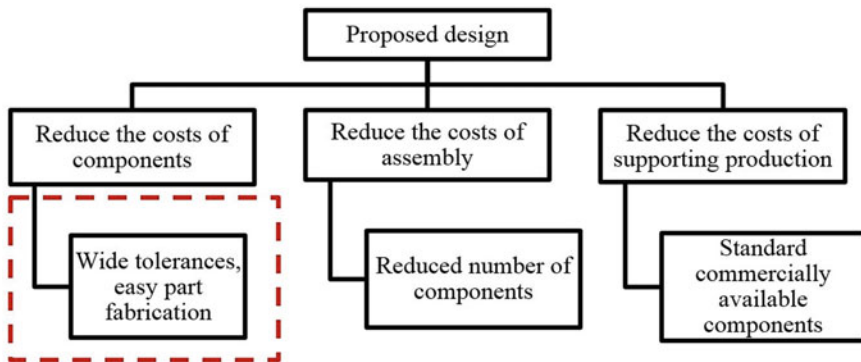 Proposed design
Reduce the costs of
components
Reduce the costs of
assembly
Reduce the costs of
supporting production
Wide tolerances,
easy part
fabrication
Reduced number of
components
Standard
commercially
available
components